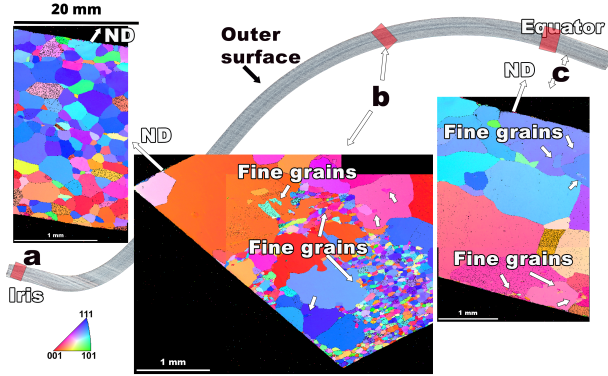 20 mm
ND
Outer
surface
Equator
b
ND
c
ND
Fine grains
Fine grains
Fine grains
Fine grains
1 mm
a
Iris
111
001
101
1 mm
1 mm